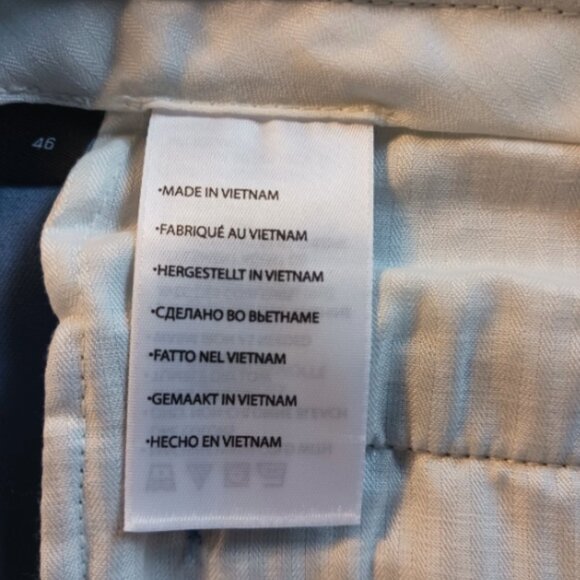 46
•MADE IN VIETNAM
•FABRIQUÉ AU VIETNAM
•HERGESTELLT IN VIETNAM
•СДЕЛАНО ВО ВЬЕТНАМЕ
•FATTO NEL VIETNAM
•GEMAAKT IN VIETNAM
•HECHO EN VIETNAM